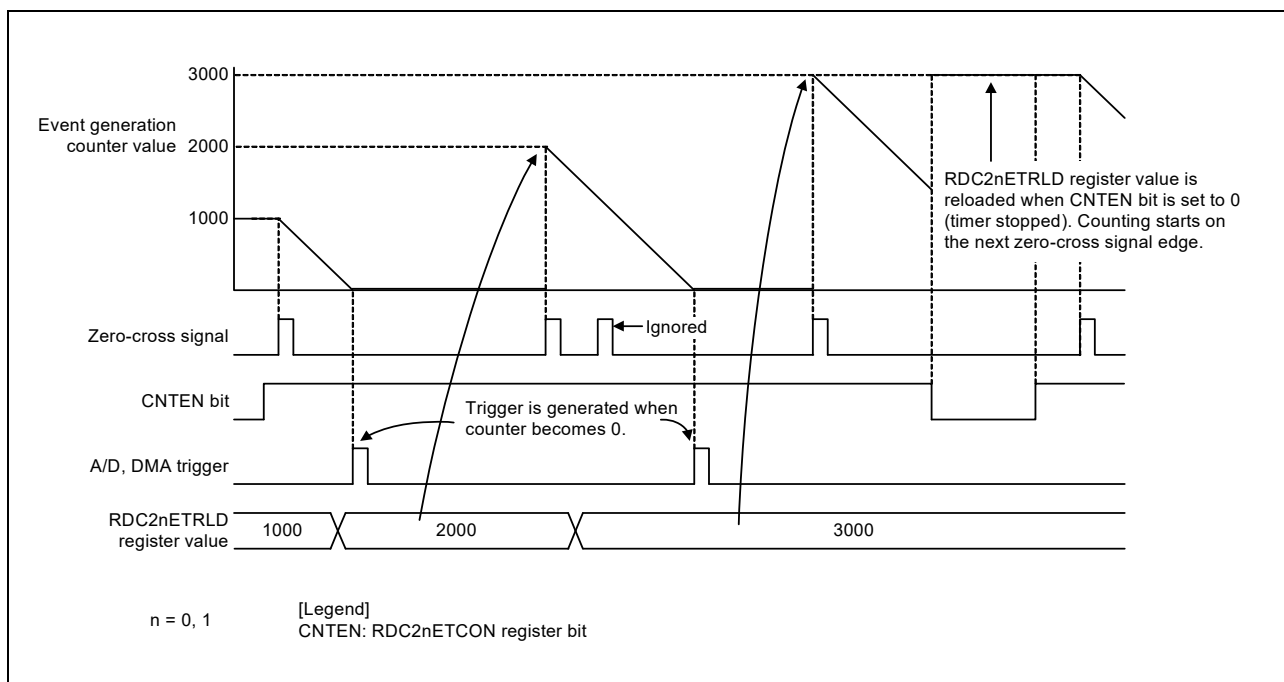 3000
Event generation
counter value
2000
1000
RDC2nETRLD register value is
reloaded when CNTEN bit is set to 0
(timer stopped). Counting starts on
the next zero-cross signal edge.
Zero-cross signal
Ignored
CNTEN bit
Trigger is generated when
counter becomes 0.
A/D, DMA trigger
RDC2nETRLD
register value
1000
2000
3000
n = 0, 1
[Legend]
CNTEN: RDC2nETCON register bit